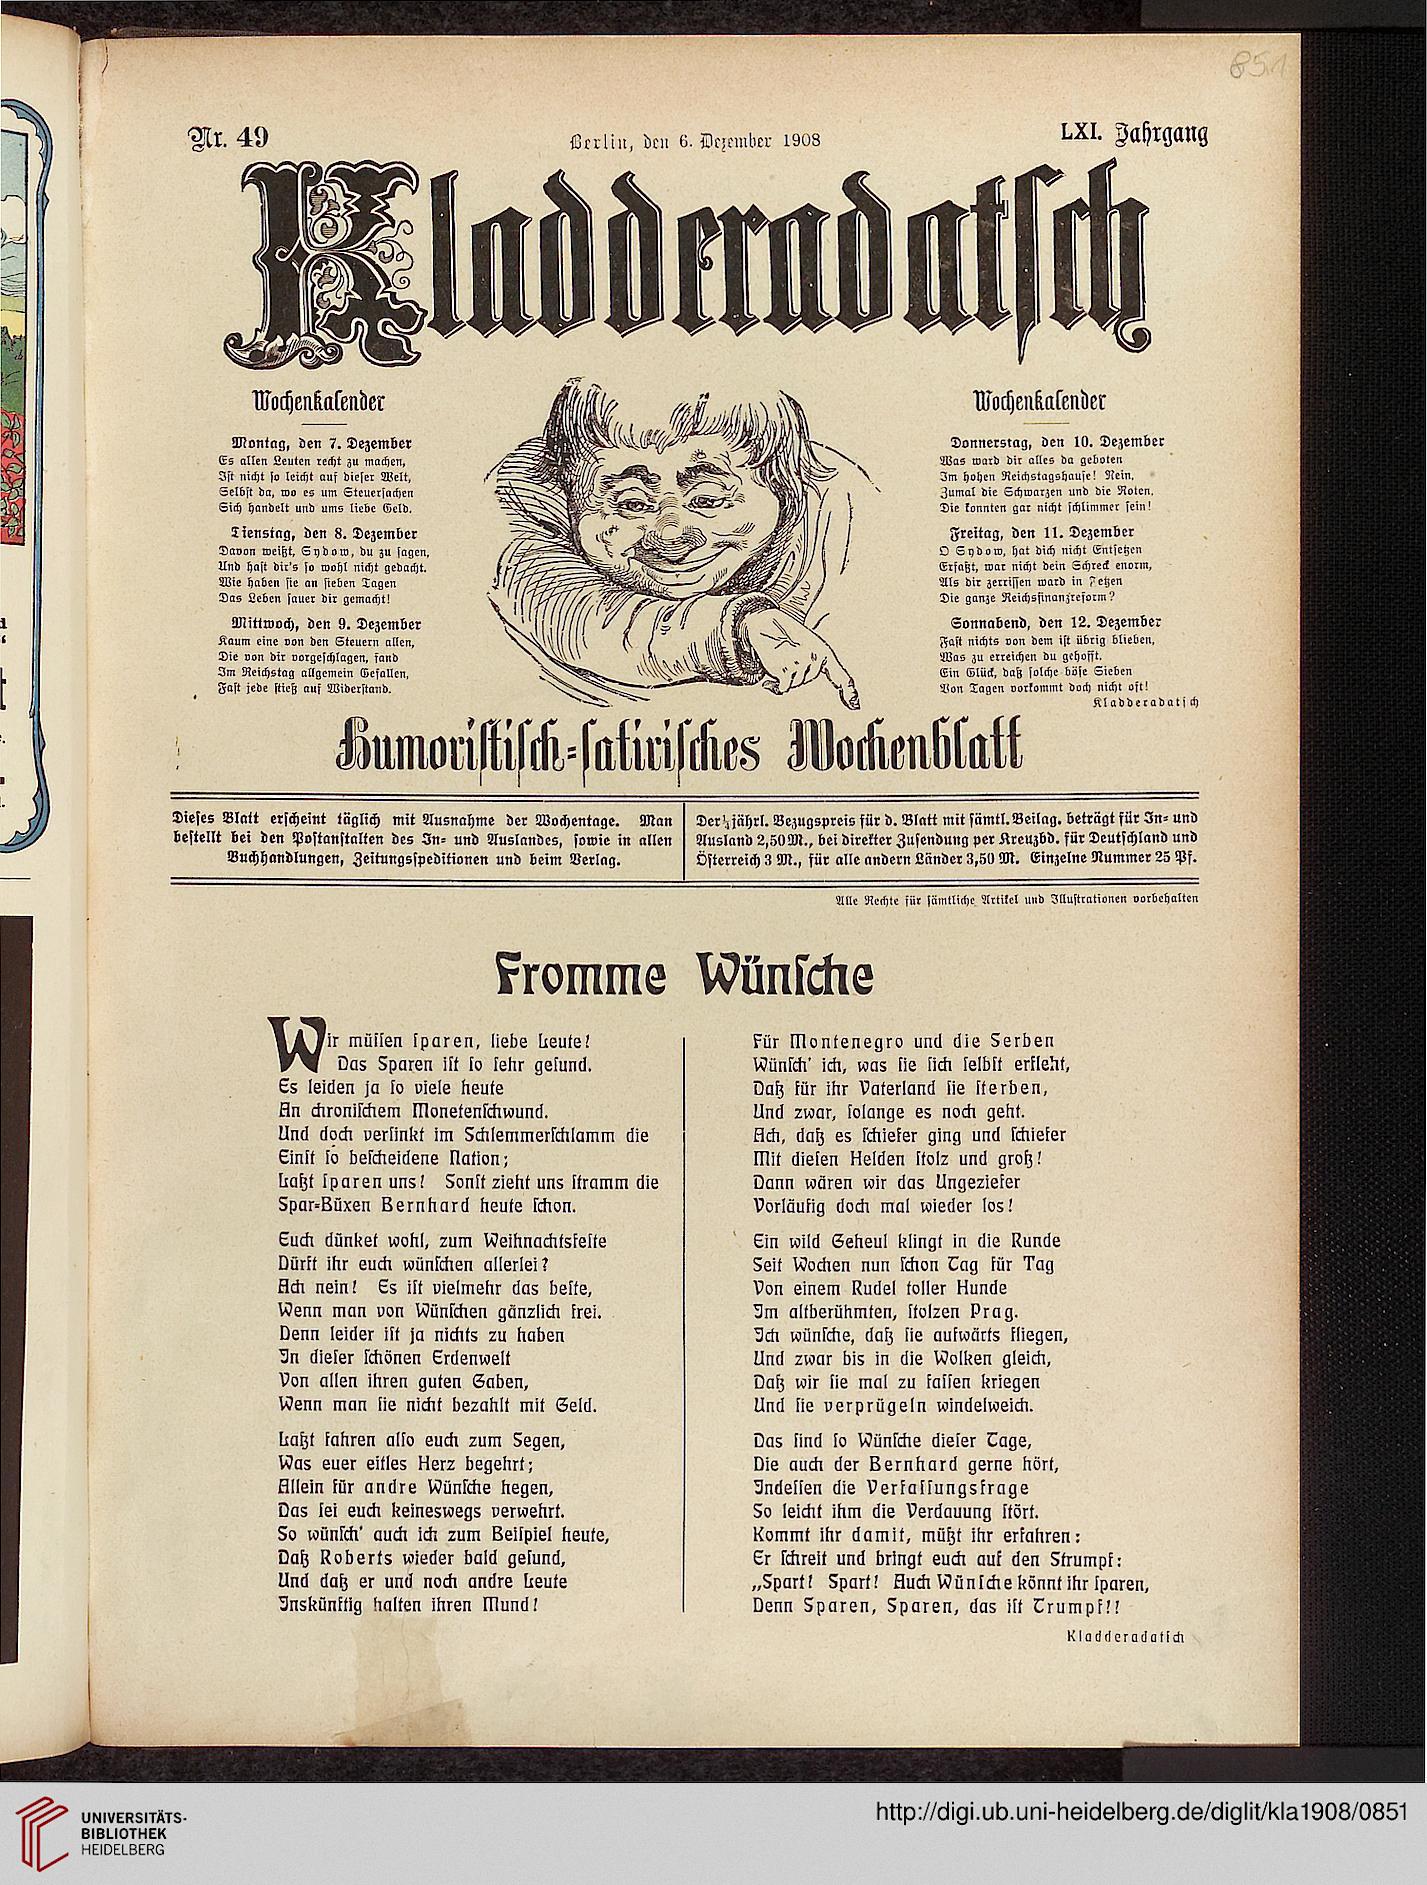 851
Nr. 49
Berlin, den 6. Dezember 1908
LXI. Jahrgang
Kladderadatsch
Wochenkalender
Montag, den 7. Dezember
Es allen Leuten recht zu machen,
Ist nicht so leicht auf dieser Welt,
Selbst da, wo es um Steuersachen
Sich handelt und ums liebe Geld.
Tienstag, den 8. Dezember
Davon weißt, Sydow, du zu sagen,
Und hast dir's so wohl nicht gedacht.
Wie haben sie an sieben Tagen
Das Leben sauer dir gemacht!
Mittwoch, den 9. Dezember
Kaum eine von den Steuern allen,
Die von dir vorgeschlagen, fand
Im Reichstag allgemein Gefallen,
Fast jede stieß auf Widerstand.
Wochenkalender
Donnerstag, den 10. Dezember
Was ward dir alles da geboten
Im hohen Reichstagshause! Nein,
Zumal die Schwarzen und die Roten,
Die konnten gar nicht schlimmer sein!
Freitag, den 11. Dezember
O Sydow, hat dich nicht Entsetzen
Erfaßt, war nicht dein Schreck enorm,
Als dir zerrissen ward in Fetzen
Die ganze Reichsfinanzreform?
Sonnabend, den 12. Dezember
Fast nichts von dem ist übrig blieben,
Was zu erreichen du gehofft.
Ein Glück, daß solche böse Sieben
Von Tagen vorkommt doch nicht oft!
Kladderadatsch
Humoristisch-satirisches Wochenblatt
Dieses Blatt erscheint täglich mit Ausnahme der Wochentage. Man
bestellt bei den Postanstalten des In- und Auslandes, sowie in allen
Buchhandlungen, Zeitungsspeditionen und beim Verlag.
Der ¼jährl. Bezugspreis für d. Blatt mit sämtl. Beilag. beträgt für In- und
Ausland 2,50 M., bei direkter Zusendung per Kreuzbd. für Deutschland und
Österreich 3 M., für alle andern Länder 3,50 M. Einzelne Nummer 25 Pf.
Alle Rechte für sämtliche Artikel und Illustrationen vorbehalten
Fromme Wünsche
Wir müssen sparen, liebe Leute!
Das Sparen ist so sehr gesund.
Es leiden ja so viele heute
An chronischem Monetenschwund.
Und doch versinkt im Schlemmerschlamm die
Einst so bescheidene Nation;
Laßt sparen uns! Sonst zieht uns stramm die
Spar-Büxen Bernhard heute schon.
Euch dünket wohl, zum Weihnachtsfeste
Dürft ihr euch wünschen allerlei?
Ach nein! Es ist vielmehr das beste,
Wenn man von Wünschen gänzlich frei.
Denn leider ist ja nichts zu haben
In dieser schönen Erdenwelt
Von allen ihren guten Gaben,
Wenn man sie nicht bezahlt mit Geld.
Laßt fahren also euch zum Segen,
Was euer eitles Herz begehrt;
Allein für andre Wünsche hegen,
Das sei euch keineswegs verwehrt.
So wünsch' auch ich zum Beispiel heute,
Daß Roberts wieder bald gesund,
Und daß er und noch andre Leute
Inskünftig halten ihren Mund!
Für Montenegro und die Serben
Wünsch' ich, was sie sich selbst erfleht,
Daß für ihr Vaterland sie sterben,
Und zwar, solange es noch geht.
Ach, daß es schiefer ging und schiefer
Mit diesen Helden stolz und groß!
Dann wären wir das Ungeziefer
Vorläufig doch mal wieder los!
Ein wild Geheul klingt in die Runde
Seit Wochen nun schon Tag für Tag
Von einem Rudel toller Hunde
Im altberühmten, stolzen Prag.
Ich wünsche, daß sie aufwärts fliegen,
Und zwar bis in die Wolken gleich,
Daß wir sie mal zu fassen kriegen
Und sie verprügeln windelweich.
Das sind so Wünsche dieser Tage,
Die auch der Bernhard gerne hört,
Indessen die Verfassungsfrage
So leicht ihm die Verdauung stört.
Kommt ihr damit, müßt ihr erfahren:
Er schreit und bringt euch auf den Strumpf:
„Spart! Spart! Auch Wünsche könnt ihr sparen,
Denn Sparen, Sparen, das ist Trumpf!!
Kladderadatsch
UNIVERSITÄTS-
BIBLIOTHEK
HEIDELBERG
http://digi.ub.uni-heidelberg.de/diglit/kla1908/0851